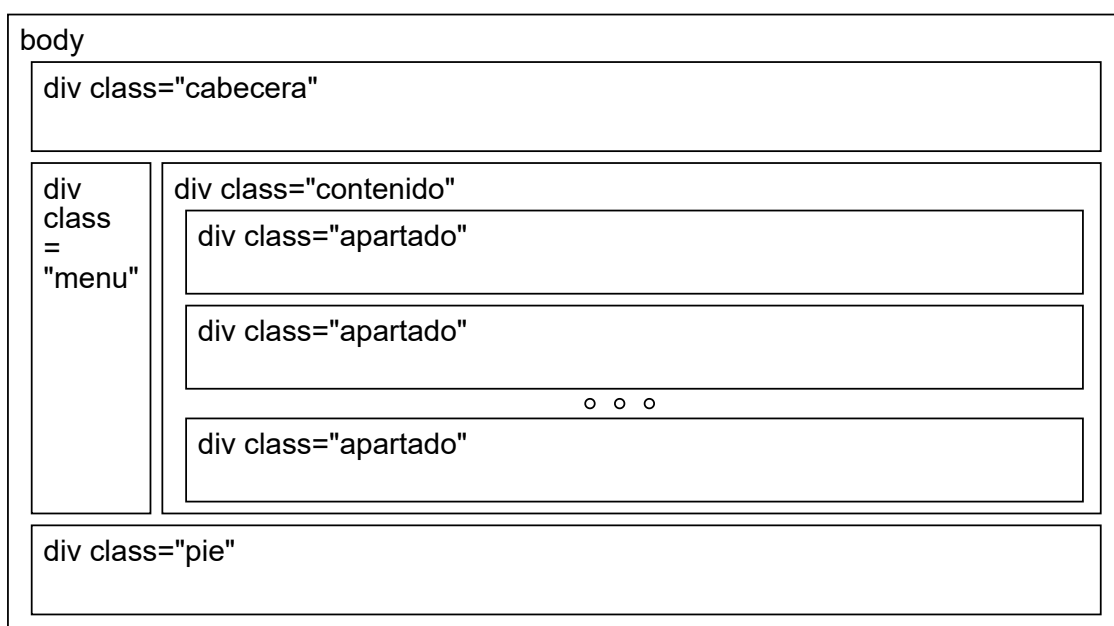 body
div class="cabecera"
div
class
=
"menu"
div class="contenido"
div class="apartado"
div class="apartado"
div class="apartado"
div class="pie"